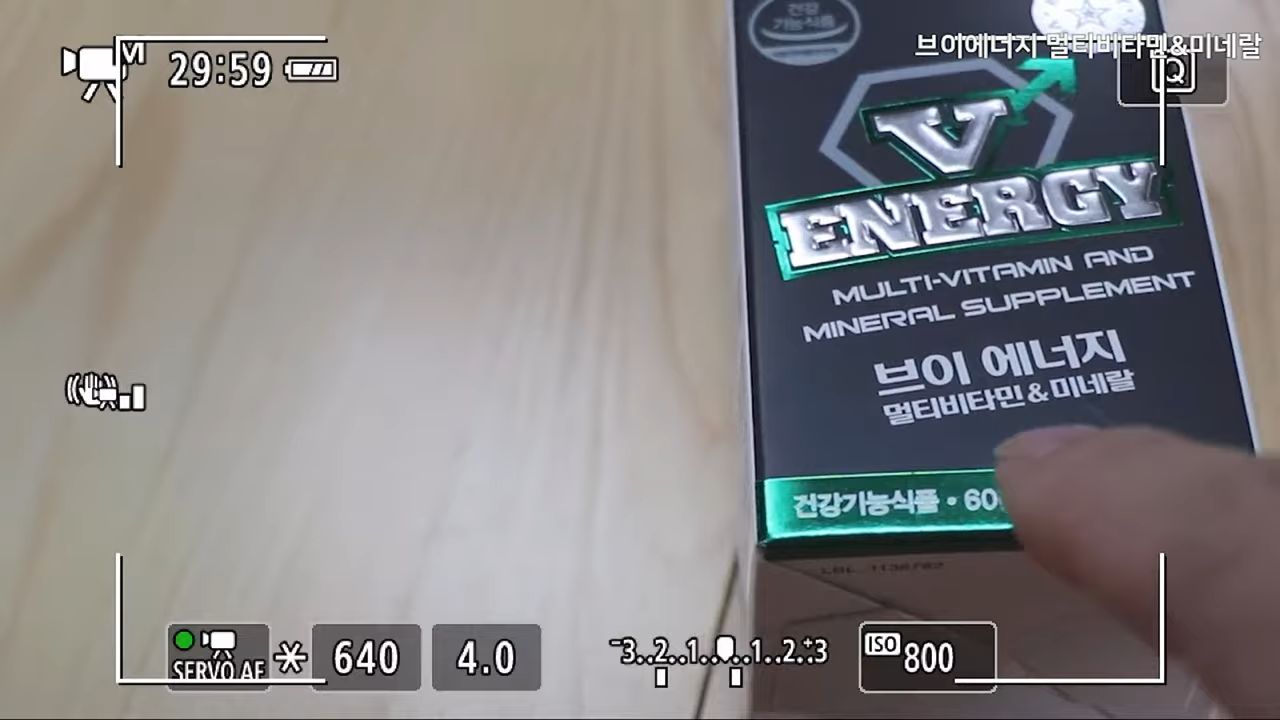 브이에너지 멀티비타민&미네랄
M
29:59
Q
건강
기능식품
V
ENERGY
MULTI-VITAMIN AND
MINERAL SUPPLEMENT
브이 에너지
멀티비타민&미네랄
건강기능식품 · 60
LBL
SERVO AF
640
4.0
-3..2..1..0..1..2..+3
ISO
800